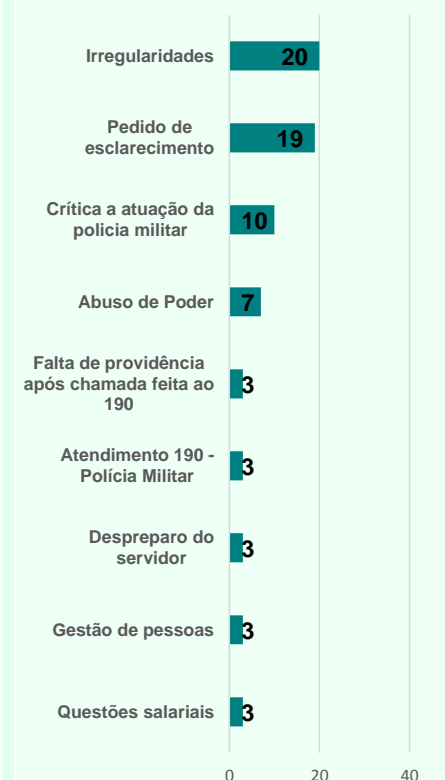 Irregularidades
20
Pedido de
esclarecimento
19
Crítica a atuação da
policia militar
10
Abuso de Poder
7
Falta de providência
após chamada feita ao
190
3
Atendimento 190 -
Polícia Militar
3
Despreparo do
servidor
3
Gestão de pessoas
3
Questões salariais
3
0 20 40